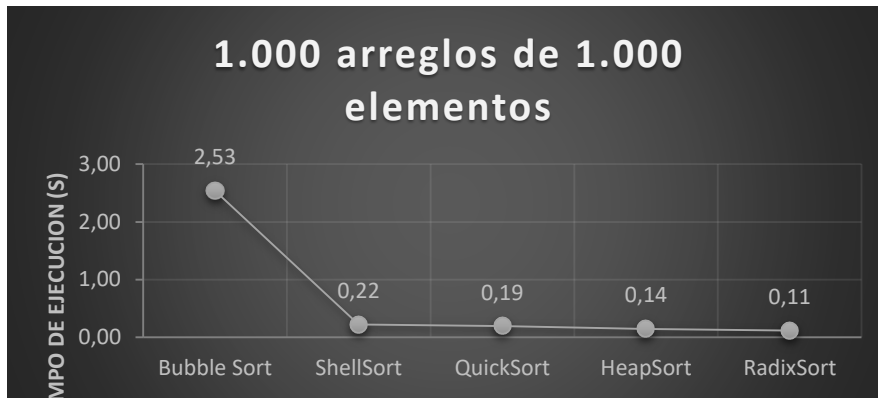 1.000 arreglos de 1.000
elementos
MPO DE EJECUCION (S)
3,00
2,00
1,00
0,00
2,53
0,22
0,19
0,14
0,11
Bubble Sort
ShellSort
QuickSort
HeapSort
RadixSort